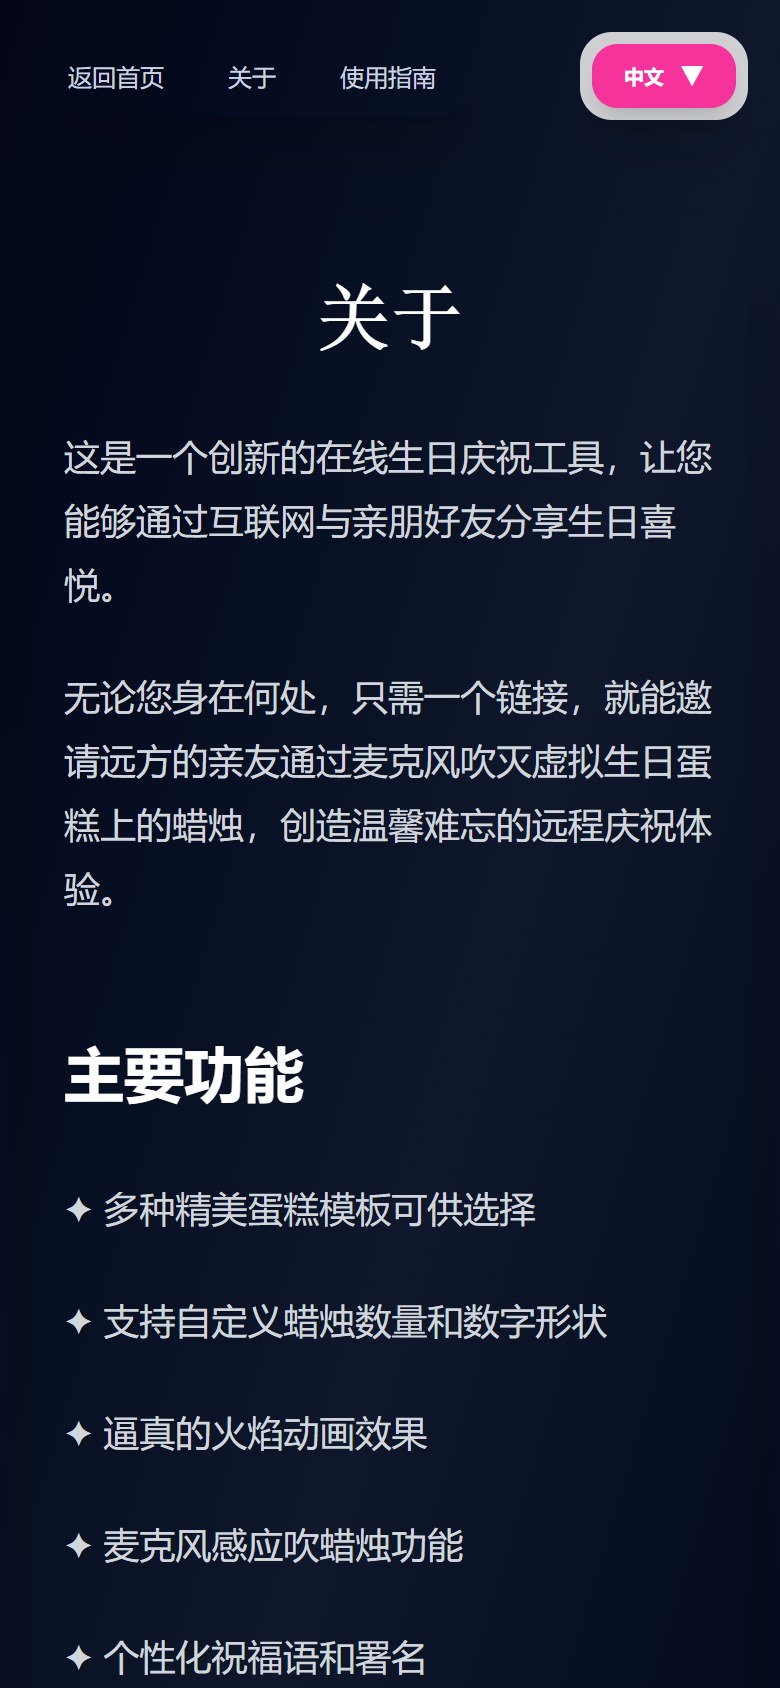 返回首页
关于
使用指南
中文 ▼
关于
这是一个创新的在线生日庆祝工具，让您
能够通过互联网与亲朋好友分享生日喜
悦。
无论您身在何处，只需一个链接，就能邀
请远方的亲友通过麦克风吹灭虚拟生日蛋
糕上的蜡烛，创造温馨难忘的远程庆祝体
验。
主要功能
✦ 多种精美蛋糕模板可供选择
✦ 支持自定义蜡烛数量和数字形状
✦ 逼真的火焰动画效果
✦ 麦克风感应吹蜡烛功能
✦ 个性化祝福语和署名